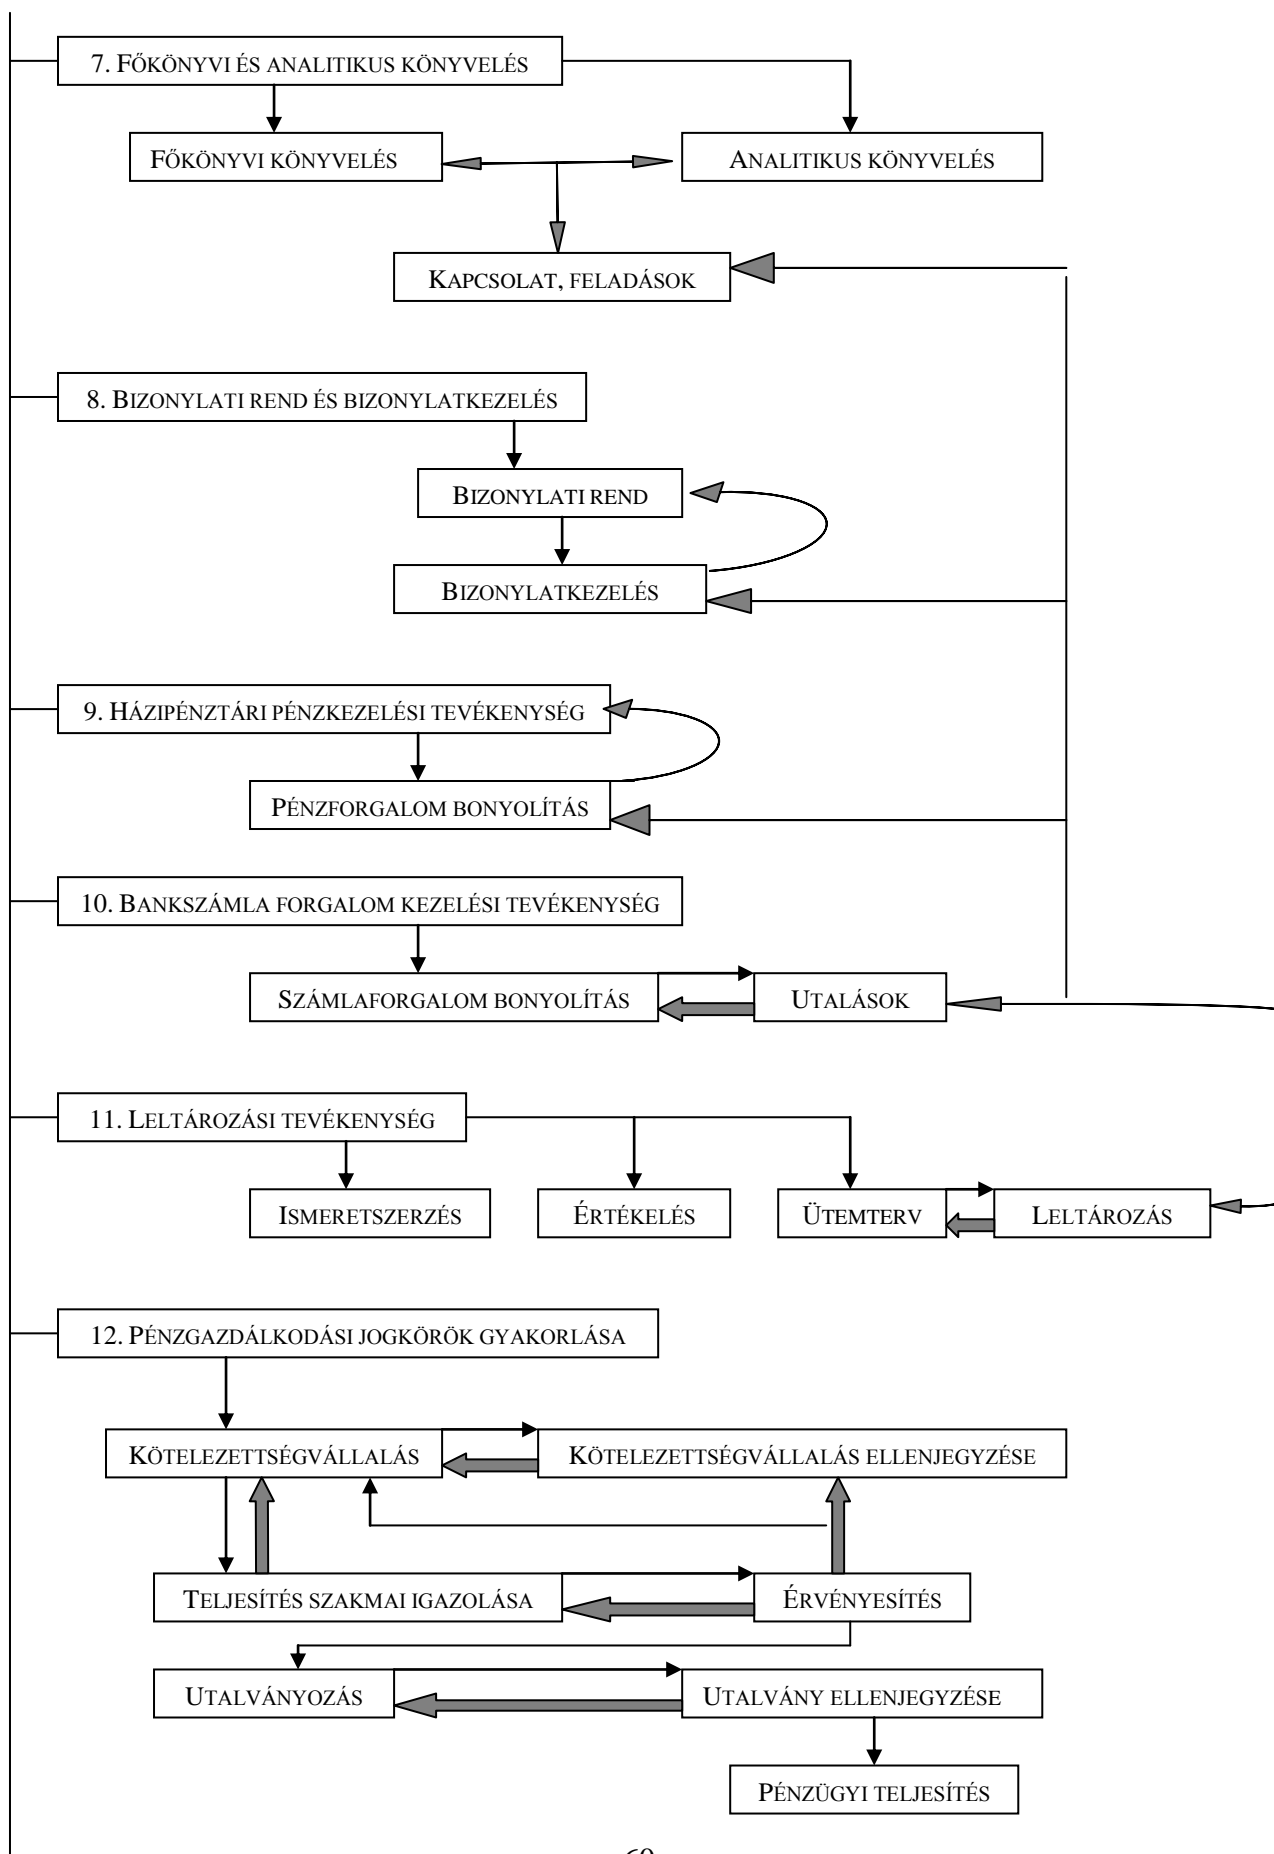 7. FŐKÖNYVI ÉS ANALITIKUS KÖNYVELÉS
FŐKÖNYVI KÖNYVELÉS
ANALITIKUS KÖNYVELÉS
KAPCSOLAT, FELADÁSOK
8. BIZONYLATI REND ÉS BIZONYLATKEZELÉS
BIZONYLATI REND
BIZONYLATKEZELÉS
9. HÁZIPÉNZTÁRI PÉNZKEZELÉSI TEVÉKENYSÉG
PÉNZFORGALOM BONYOLÍTÁS
10. BANKSZÁMLA FORGALOM KEZELÉSI TEVÉKENYSÉG
SZÁMLAFORGALOM BONYOLÍTÁS
UTALÁSOK
11. LELTÁROZÁSI TEVÉKENYSÉG
ISMERETSZERZÉS
ÉRTÉKELÉS
ÜTEMTERV
LELTÁROZÁS
12. PÉNZGAZDÁLKODÁSI JOGKÖRÖK GYAKORLÁSA
KÖTELEZETTSÉGVÁLLALÁS
KÖTELEZETTSÉGVÁLLALÁS ELLENJEGYZÉSE
TELJESÍTÉS SZAKMAI IGAZOLÁSA
ÉRVÉNYESÍTÉS
UTALVÁNYOZÁS
UTALVÁNY ELLENJEGYZÉSE
PÉNZÜGYI TELJESÍTÉS